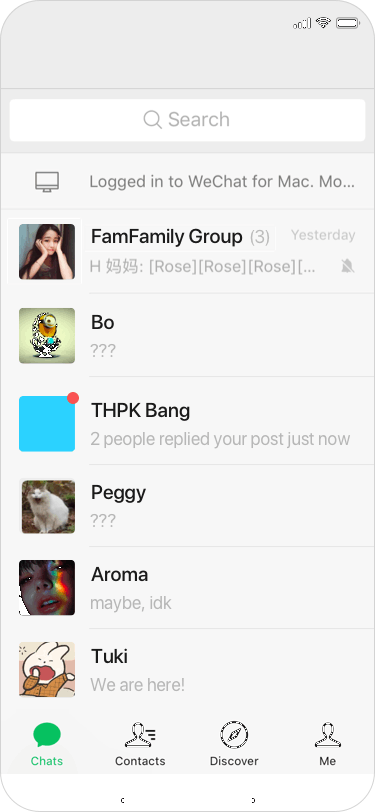 Search
Logged in to WeChat for Mac. Mo...
FamFamily Group (3) Yesterday
H 妈妈: [Rose][Rose][Rose][...
Bo
???
THPK Bang
2 people replied your post just now
Peggy
???
Aroma
maybe, idk
Tuki
We are here!
Chats Contacts Discover Me